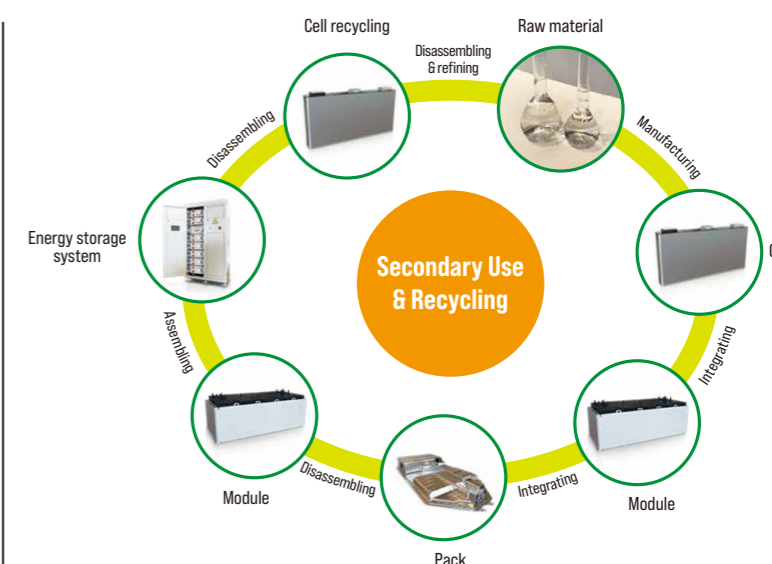 Cell recycling
Raw material
Disassembling
& refining
Disassembling
Manufacturing
Energy storage
system
Secondary Use
& Recycling
Assembling
Integrating
Module
Disassembling
Integrating
Module
Pack